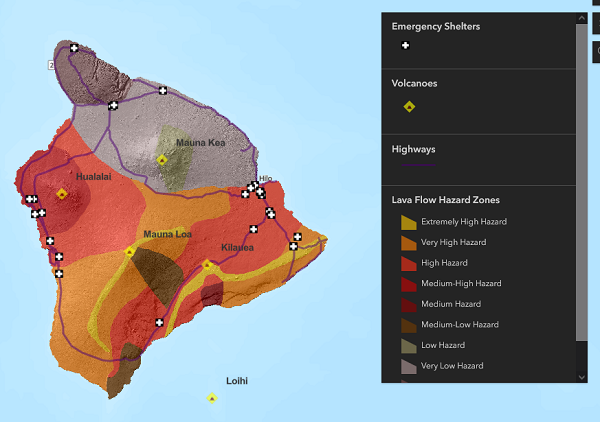 2
Mauna Kea
Hualalai
Hilo
Mauna Loa
Kilauea
Loihi
Emergency Shelters
Volcanoes
Highways
Lava Flow Hazard Zones
Extremely High Hazard
Very High Hazard
High Hazard
Medium-High Hazard
Medium Hazard
Medium-Low Hazard
Low Hazard
Very Low Hazard